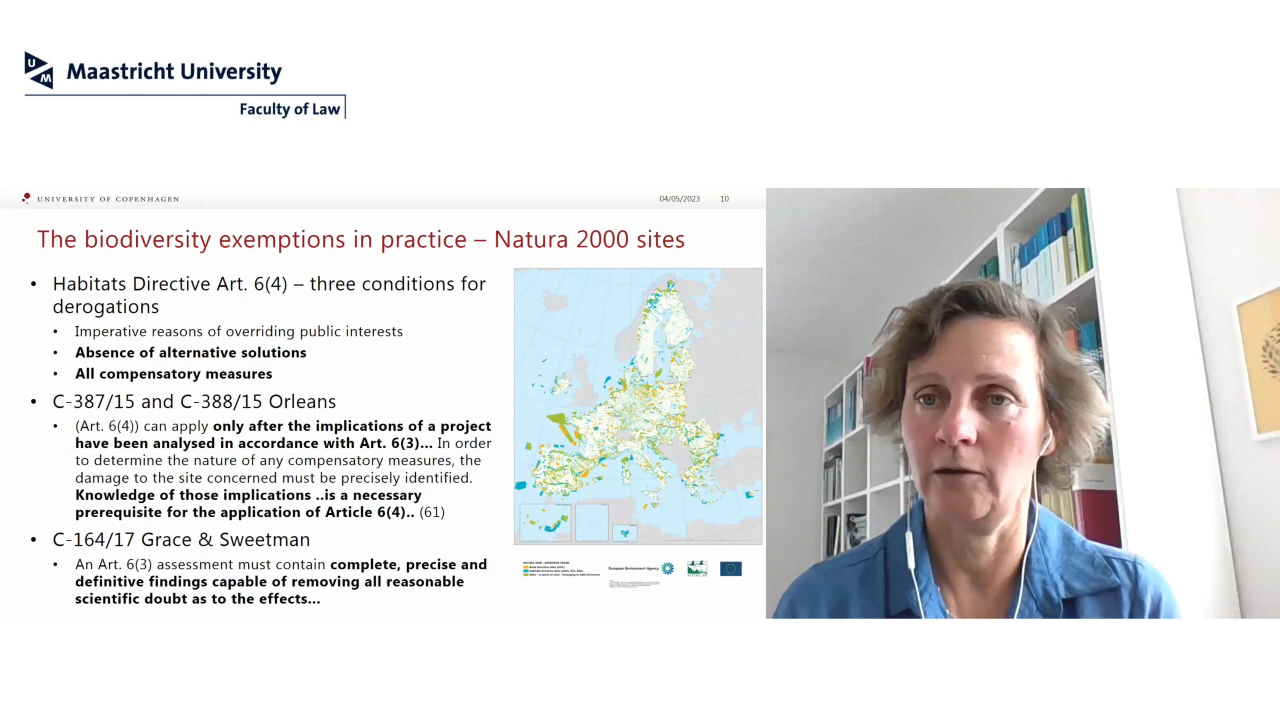 U
M
Maastricht University
Faculty of Law
UNIVERSITY OF COPENHAGEN
04/05/2023 10
The biodiversity exemptions in practice – Natura 2000 sites
• Habitats Directive Art. 6(4) – three conditions for
derogations
• Imperative reasons of overriding public interests
• Absence of alternative solutions
• All compensatory measures
• C-387/15 and C-388/15 Orleans
• (Art. 6(4)) can apply only after the implications of a project
have been analysed in accordance with Art. 6(3)... In order
to determine the nature of any compensatory measures, the
damage to the site concerned must be precisely identified.
Knowledge of those implications ..is a necessary
prerequisite for the application of Article 6(4).. (61)
• C-164/17 Grace & Sweetman
• An Art. 6(3) assessment must contain complete, precise and
definitive findings capable of removing all reasonable
scientific doubt as to the effects...
NATURA 2000 - EUROPEAN UNION
European Environment Agency